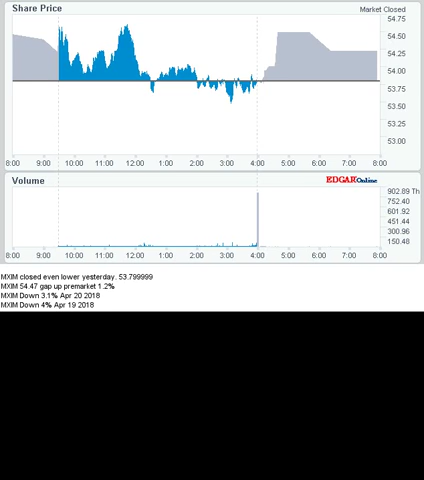 Share Price
Market Closed
54.75
54.50
54.25
54.00
53.75
53.50
53.25
53.00
8:00 9:00 10:00 11:00 12:00 1:00 2:00 3:00 4:00 5:00 6:00 7:00 8:00
Volume
EDGAR Online
902.89 Th
752.40
601.92
451.44
300.96
150.48
8:00 9:00 10:00 11:00 12:00 1:00 2:00 3:00 4:00 5:00 6:00 7:00 8:00
MXIM closed even lower yesterday. 53.799999
MXIM 54.47 gap up premarket 1.2%
MXIM Down 3.1% Apr 20 2018
MXIM Down 4% Apr 19 2018